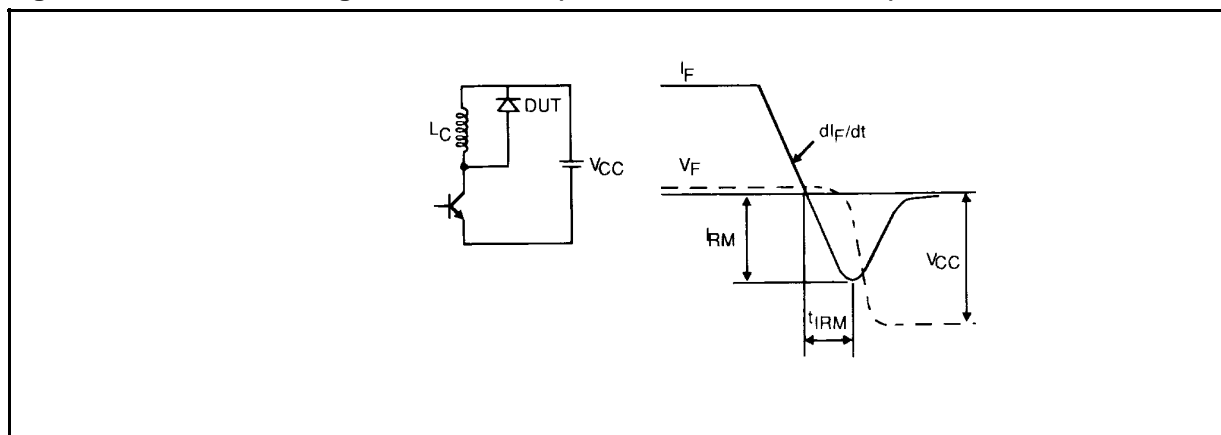 LC
DUT
VCC
IF
dIF/dt
VF
IRM
VCC
tIRM